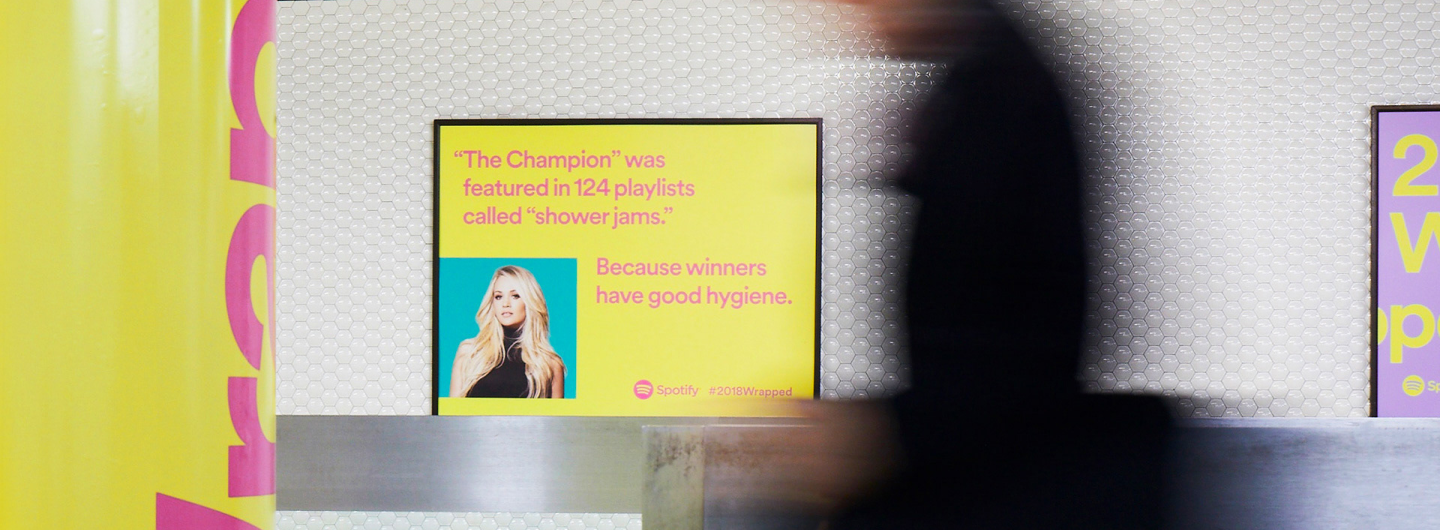 “The Champion” was
featured in 124 playlists
called “shower jams.”
Because winners
have good hygiene.
Spotify #2018Wrapped